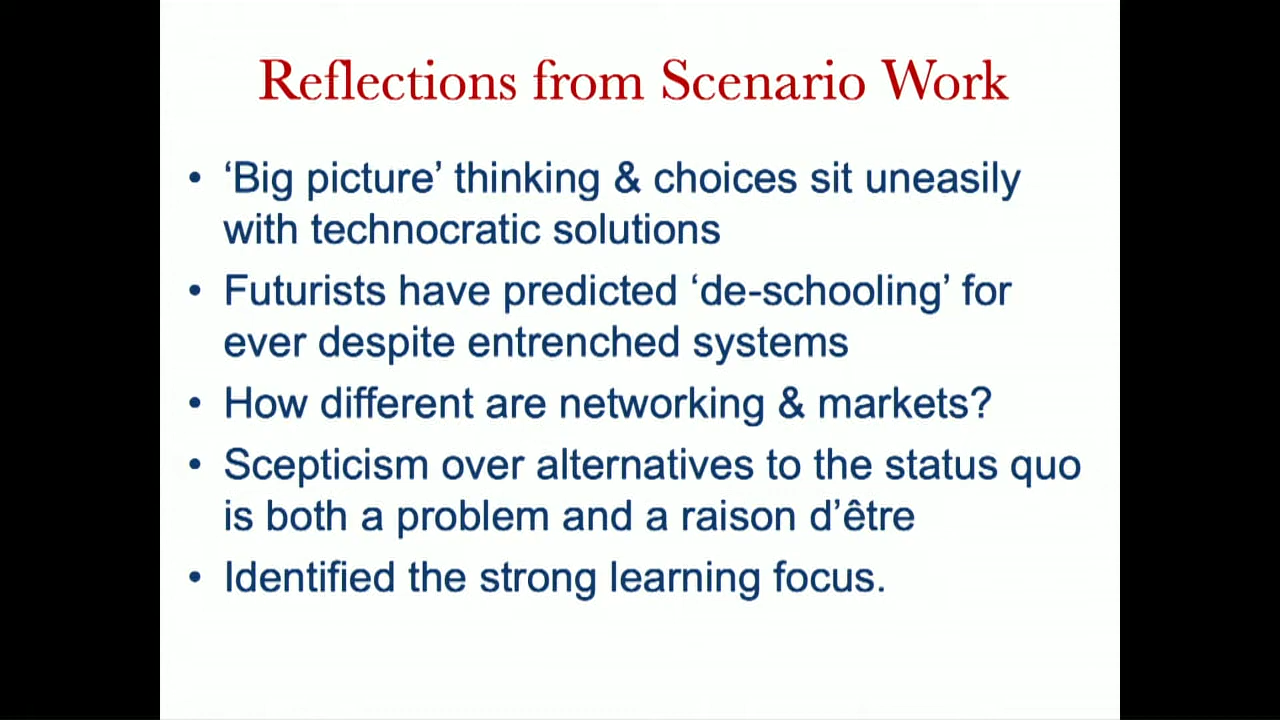 Reflections from Scenario Work
• ‘Big picture’ thinking & choices sit uneasily
with technocratic solutions
• Futurists have predicted ‘de-schooling’ for
ever despite entrenched systems
• How different are networking & markets?
• Scepticism over alternatives to the status quo
is both a problem and a raison d’être
• Identified the strong learning focus.